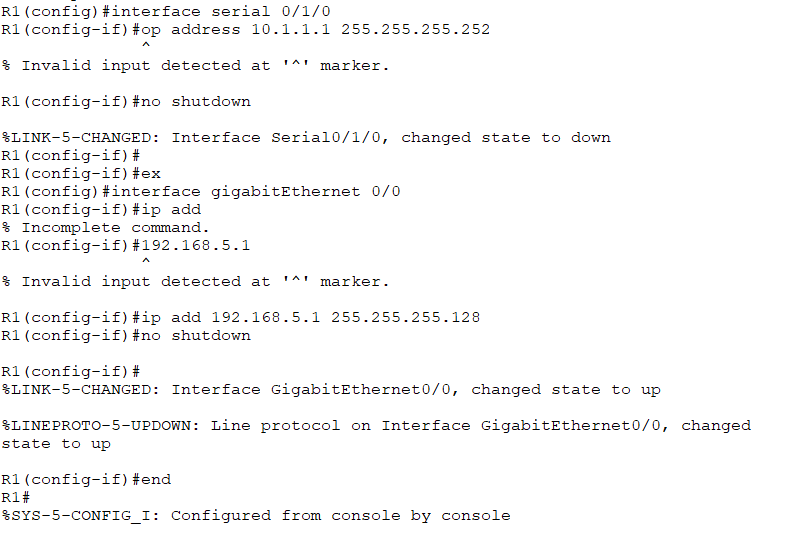 R1(config)#interface serial 0/1/0
R1(config-if)#op address 10.1.1.1 255.255.255.252
^
% Invalid input detected at '^' marker.
R1(config-if)#no shutdown
%LINK-5-CHANGED: Interface Serial0/1/0, changed state to down
R1(config-if)#
R1(config-if)#ex
R1(config)#interface gigabitEthernet 0/0
R1(config-if)#ip add
% Incomplete command.
R1(config-if)#192.168.5.1
^
% Invalid input detected at '^' marker.
R1(config-if)#ip add 192.168.5.1 255.255.255.128
R1(config-if)#no shutdown
R1(config-if)#
%LINK-5-CHANGED: Interface GigabitEthernet0/0, changed state to up
%LINEPROTO-5-UPDOWN: Line protocol on Interface GigabitEthernet0/0, changed
state to up
R1(config-if)#end
R1#
%SYS-5-CONFIG_I: Configured from console by console